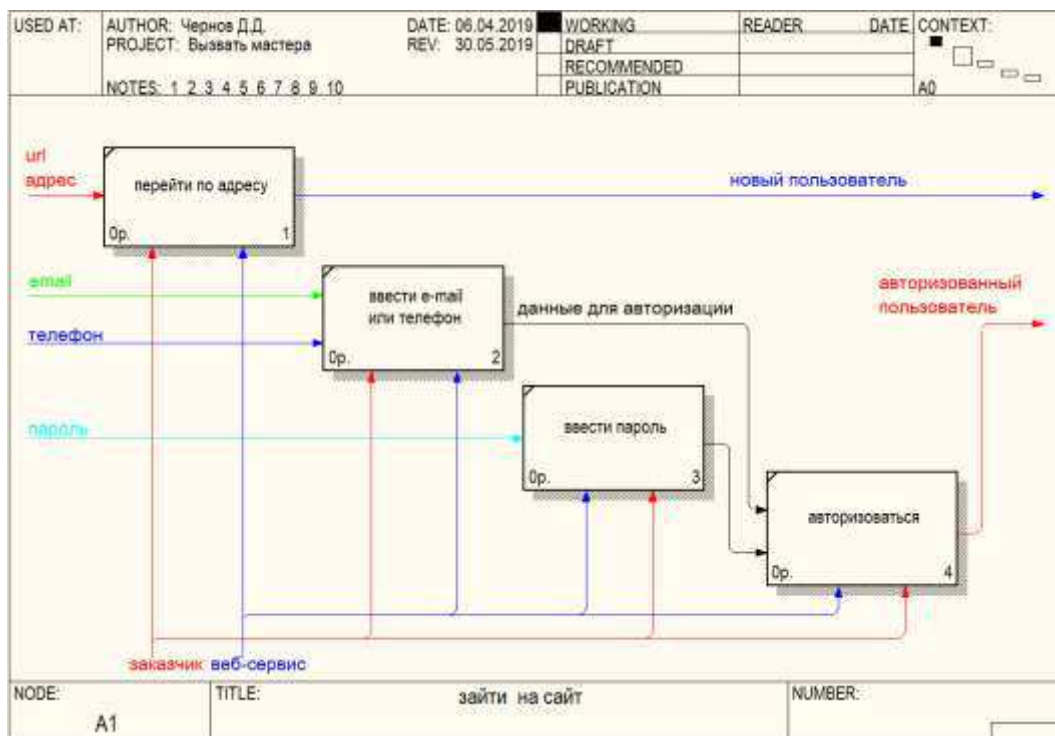 USED AT:
AUTHOR: Чернов Д.Д.
DATE: 06.04.2019
WORKING
READER
DATE
CONTEXT:
PROJECT: Вызвать мастера
REV: 30.05.2019
DRAFT
RECOMMENDED
NOTES: 1 2 3 4 5 6 7 8 9 10
PUBLICATION
A0
url
адрес
перейти по адресу
0р.
1
новый пользователь
email
телефон
ввести e-mail
или телефон
0р.
2
данные для авторизации
авторизованный
пользователь
пароль
ввести пароль
0р.
3
авторизоваться
0р.
4
заказчик
веб-сервис
NODE:
A1
TITLE:
зайти на сайт
NUMBER: